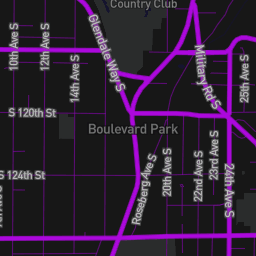 Country Club
Glendale Way S
Military Rd S
10th Ave S
12th Ave S
14th Ave S
25th Ave S
S 120th St
Boulevard Park
S 124th St
Roseberg Ave S
20th Ave S
22nd Ave S
23rd Ave S
24th Ave S